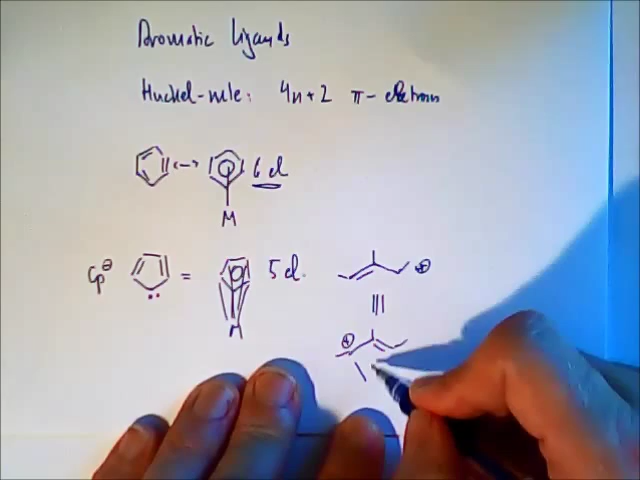 Aromatic Ligands
Huckel-rule: 4n+2 π-electrons
6 el
M
Cp⊖ = 5 el.
M
⊕
⊕